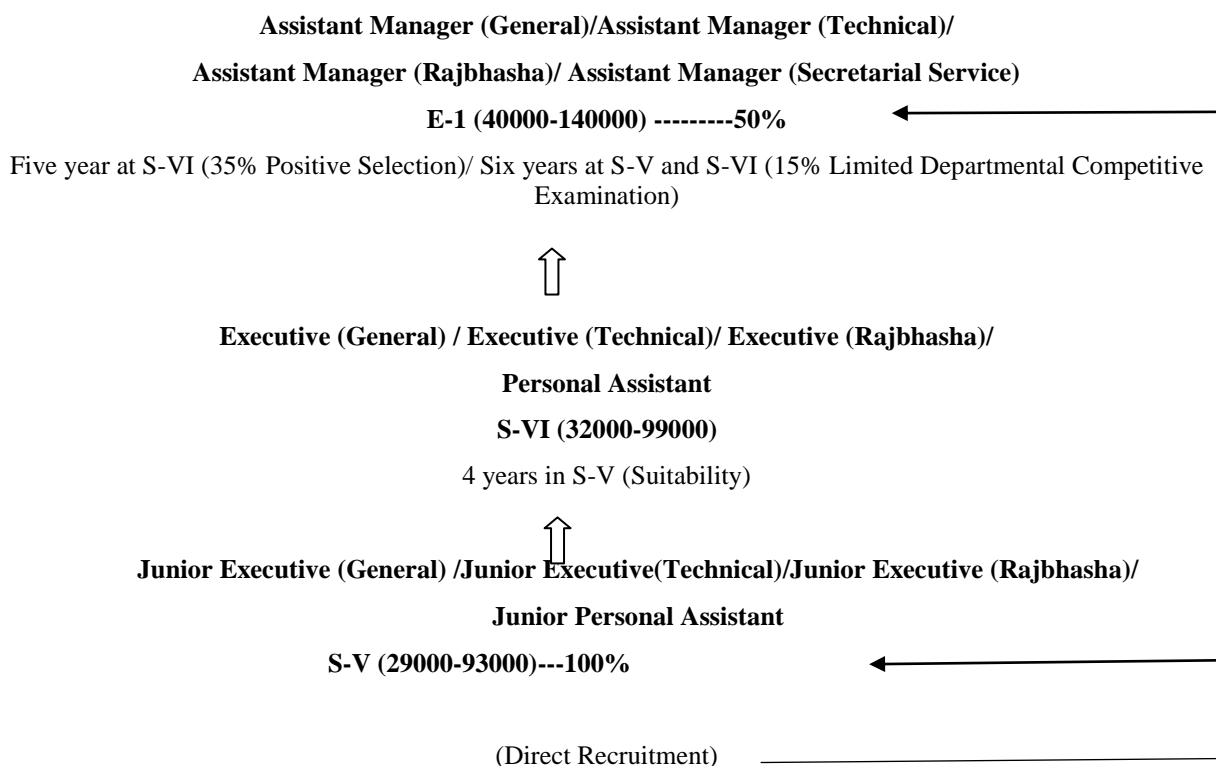 Assistant Manager (General)/Assistant Manager (Technical)/
Assistant Manager (Rajbhasha)/ Assistant Manager (Secretarial Service)
E-1 (40000-140000) ---------50%
Five year at S-VI (35% Positive Selection)/ Six years at S-V and S-VI (15% Limited Departmental Competitive
Examination)
Executive (General) / Executive (Technical)/ Executive (Rajbhasha)/
Personal Assistant
S-VI (32000-99000)
4 years in S-V (Suitability)
Junior Executive (General) /Junior Executive(Technical)/Junior Executive (Rajbhasha)/
Junior Personal Assistant
S-V (29000-93000)---100%
(Direct Recruitment)